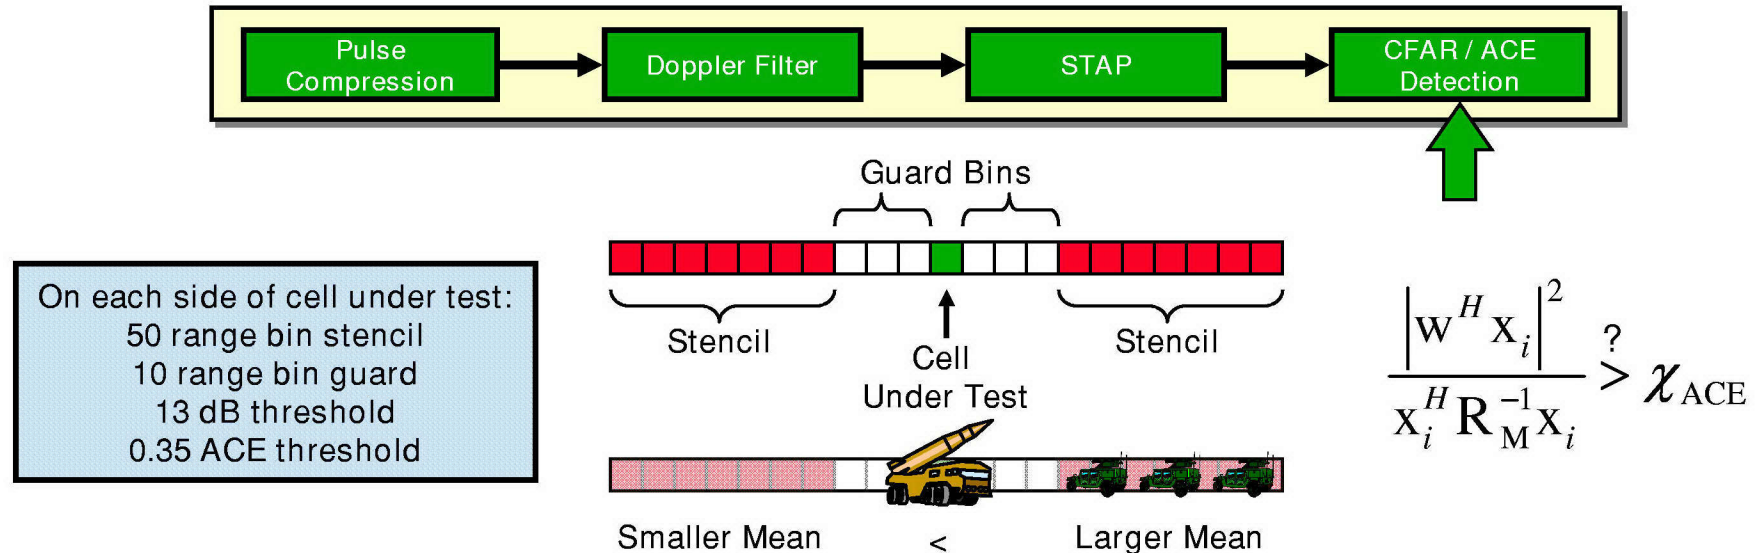 Pulse
Compression
Doppler Filter
STAP
CFAR / ACE
Detection
Guard Bins
On each side of cell under test:
50 range bin stencil
10 range bin guard
13 dB threshold
0.35 ACE threshold
Stencil
Cell
Under Test
Stencil
|w^H x_i|^2 / x_i^H R_M^{-1} x_i >? χ_ACE
Smaller Mean < Larger Mean